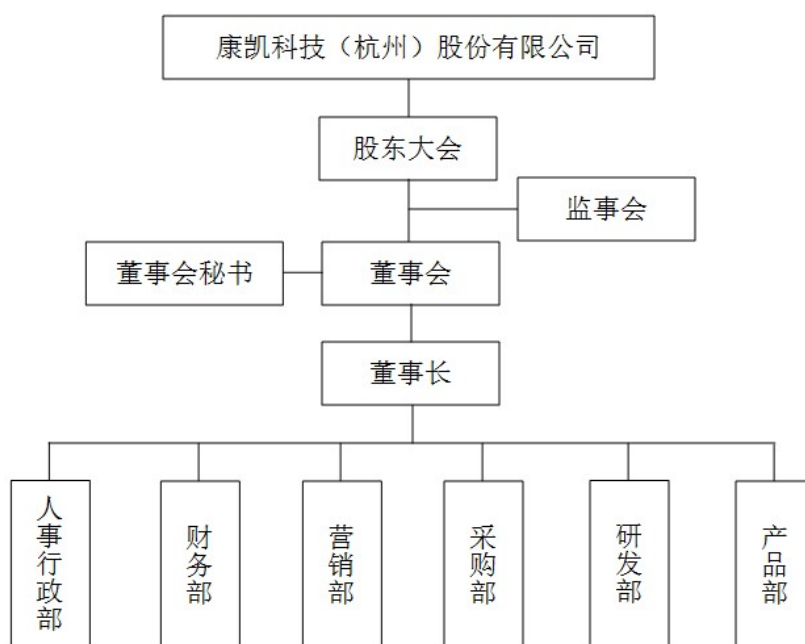 康凯科技（杭州）股份有限公司
股东大会
监事会
董事会秘书
董事会
董事长
人事行政部
财务部
营销部
采购部
研发部
产品部